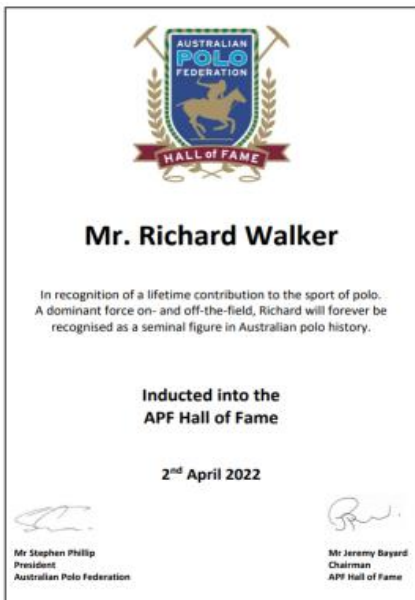 AUSTRALIAN
POLO
FEDERATION
HALL of FAME
Mr. Richard Walker
In recognition of a lifetime contribution to the sport of polo.
A dominant force on- and off-the-field, Richard will forever be
recognised as a seminal figure in Australian polo history.
Inducted into the
APF Hall of Fame
2nd April 2022
Mr Stephen Phillip
President
Australian Polo Federation
Mr Jeremy Bayard
Chairman
APF Hall of Fame